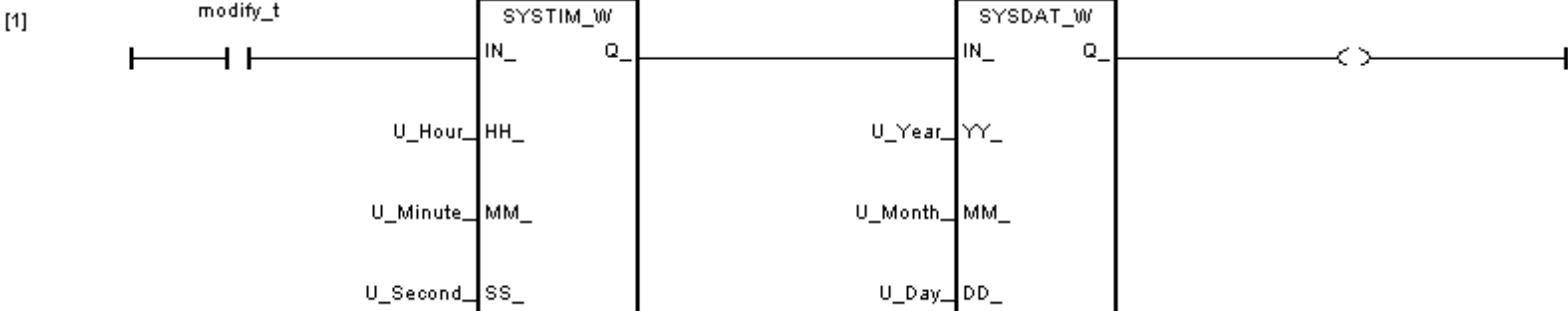 [1] modify_t SYSTIM_W SYSDAT_W
IN_ Q_ IN_ Q_
U_Hour_ HH_ U_Year_ YY_
U_Minute_ MM_ U_Month_ MM_
U_Second_ SS_ U_Day_ DD_